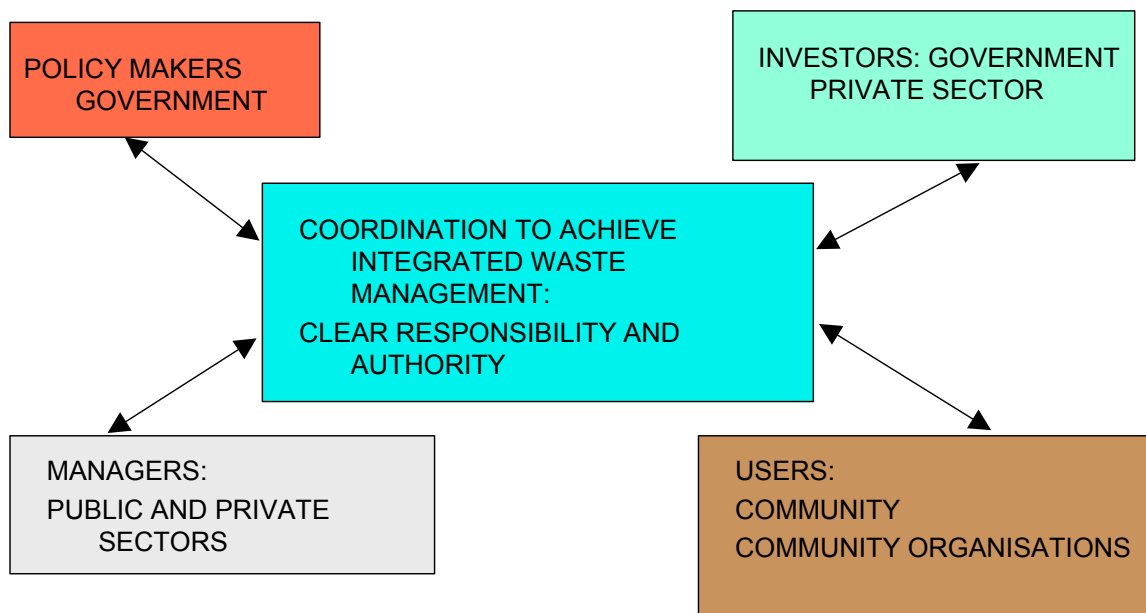 POLICY MAKERS
GOVERNMENT
INVESTORS: GOVERNMENT
PRIVATE SECTOR
COORDINATION TO ACHIEVE
INTEGRATED WASTE
MANAGEMENT:
CLEAR RESPONSIBILITY AND
AUTHORITY
MANAGERS:
PUBLIC AND PRIVATE
SECTORS
USERS:
COMMUNITY
COMMUNITY ORGANISATIONS